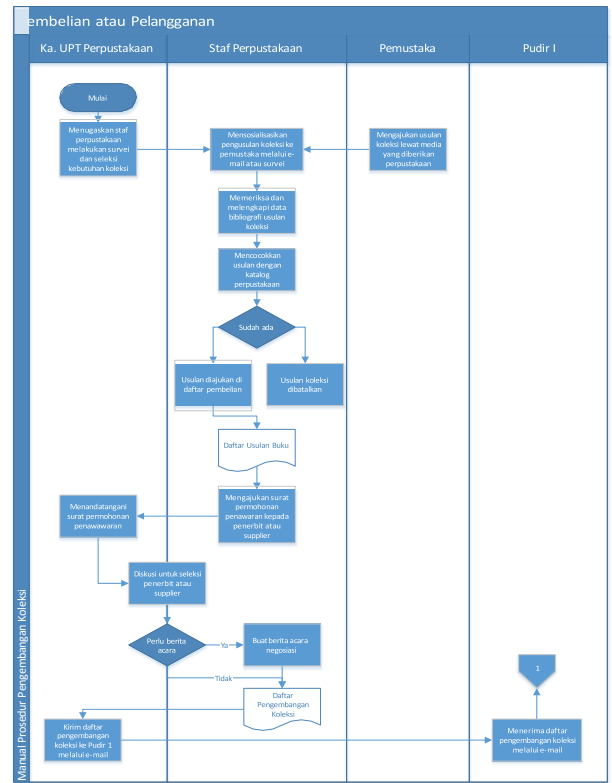 embelian atau Pelangganan
Ka. UPT Perpustakaan
Staf Perpustakaan
Pemustaka
Pudir I
Mulai
Menugaskan staf
perpustakaan
melakukan survei
dan seleksi
kebutuhan koleksi
Mensosialisasikan
pengusulan koleksi ke
pemustaka melalui e-
mail atau survei
Mengajukan usulan
koleksi lewat media
yang diberikan
perpustakaan
Memeriksa dan
melengkapi data
bibliografi usulan
koleksi
Mencocokkan
usulan dengan
katalog
perpustakaan
Sudah ada
Usulan diajukan di
daftar pembelian
Usulan koleksi
dibatalkan
Daftar Usulan Buku
Mengajukan surat
permohonan
penawaran kepada
penerbit atau
supplier
Menandatangani
surat permohonan
penawawaran
Diskusi untuk seleksi
penerbit atau
supplier
Perlu berita
acara
Ya
Buat berita acara
negosiasi
Tidak
Daftar
Pengembangan
Koleksi
Kirim daftar
pengembangan
koleksi ke Pudir 1
melalui e-mail
Menerima daftar
pengembangan koleksi
melalui e-mail
1
Manual Prosedur Pengembangan Koleksi